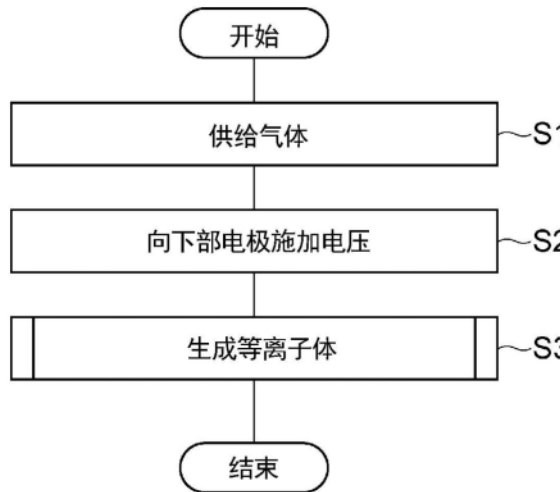 开始
供给气体
S1
向下部电极施加电压
S2
生成等离子体
S3
结束